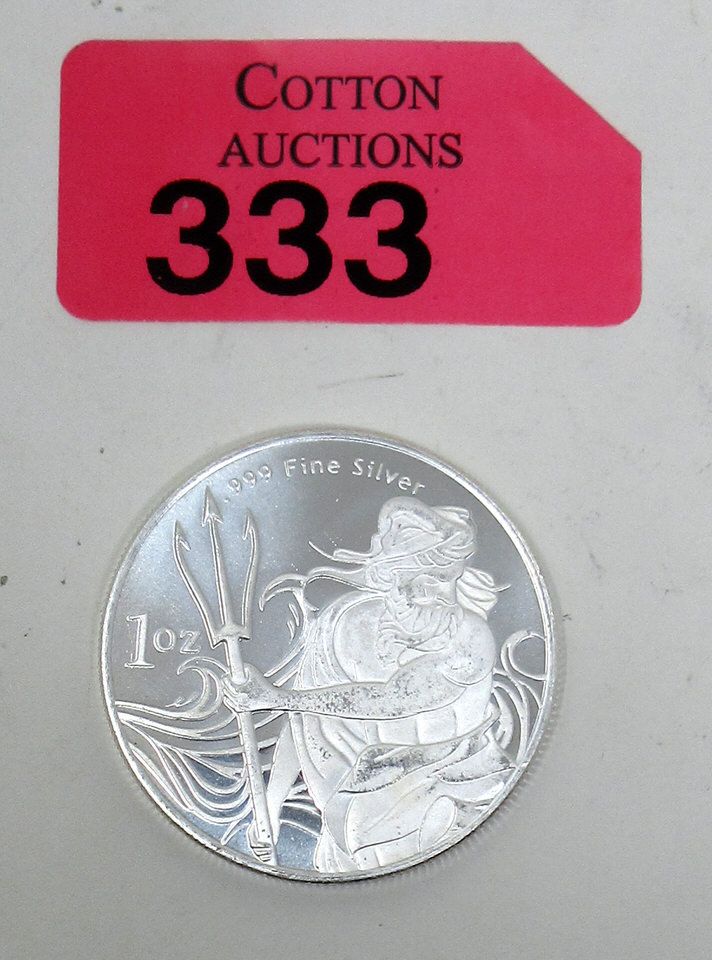 COTTON
AUCTIONS
333
.999 Fine Silver
1oz